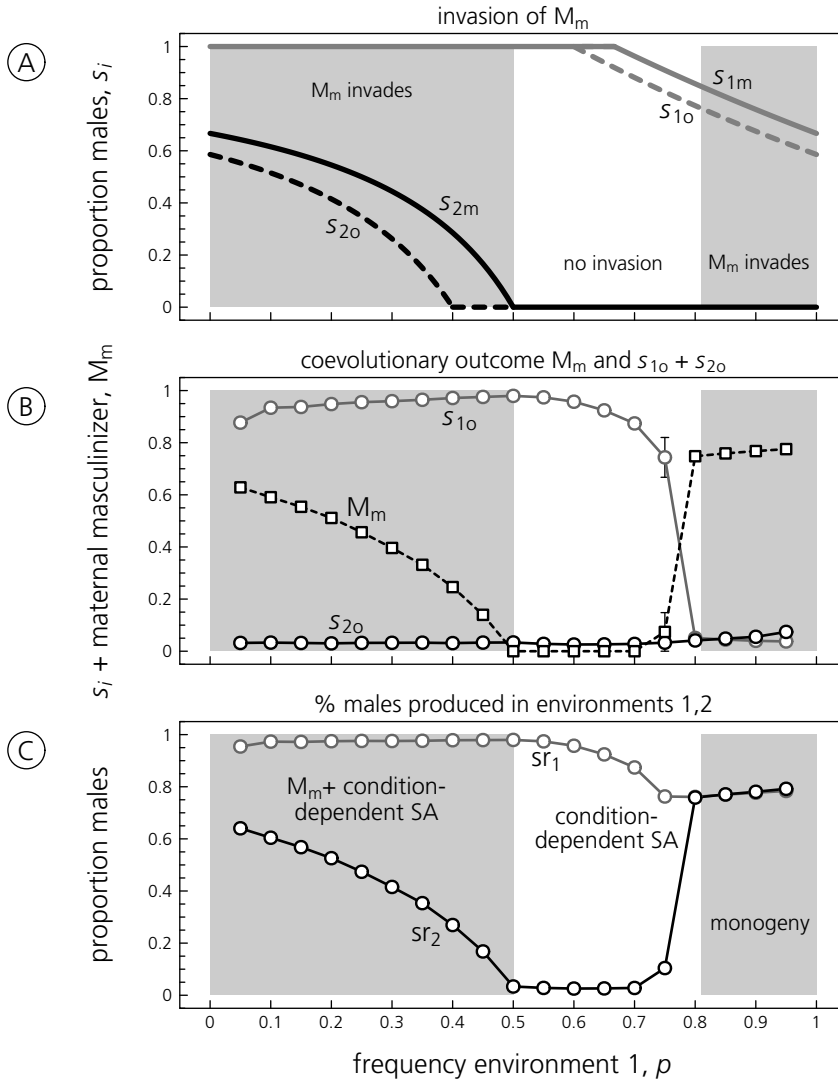 invasion of Mm
A
proportion males, si
1
0.8
0.6
0.4
0.2
0
Mm invades
s1m
s1o
s2m
s2o
no invasion
Mm invades
coevolutionary outcome Mm and s1o + s2o
B
si + maternal masculinizer, Mm
1
0.8
0.6
0.4
0.2
0
s1o
Mm
s2o
% males produced in environments 1,2
C
proportion males
1
0.8
0.6
0.4
0.2
0
sr1
Mm+ condition-
dependent SA
condition-
dependent SA
sr2
monogeny
0 0.1 0.2 0.3 0.4 0.5 0.6 0.7 0.8 0.9 1
frequency environment 1, p